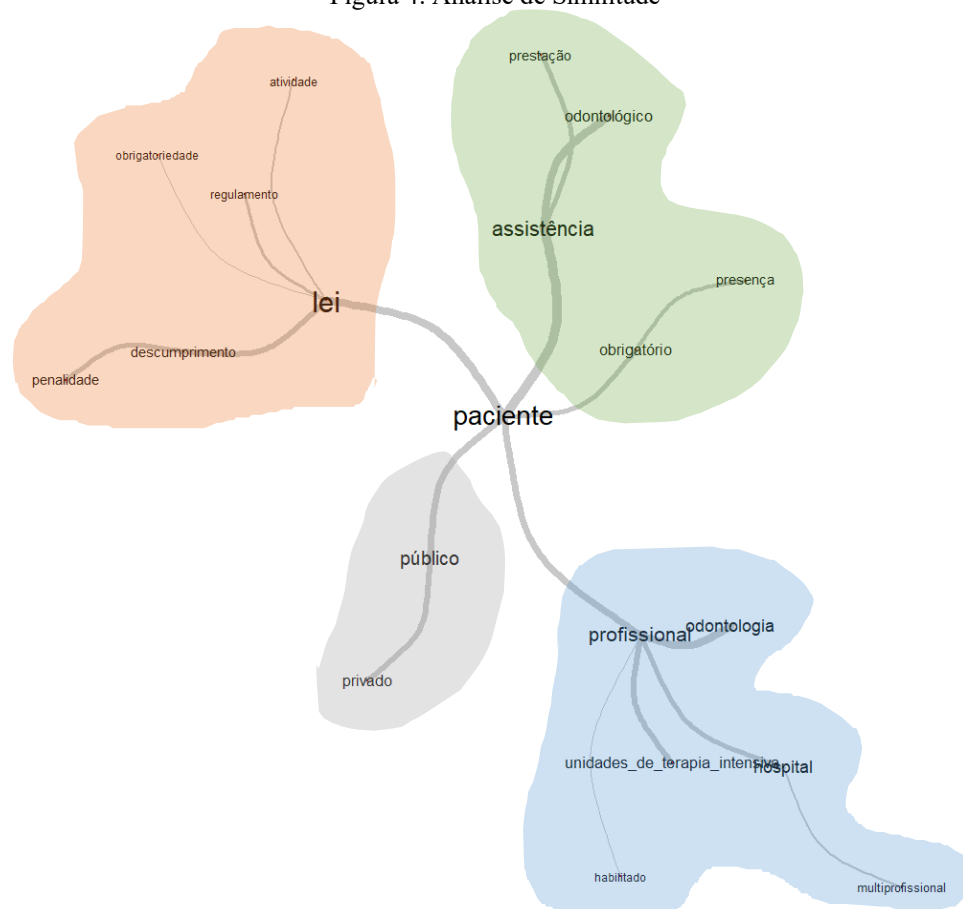 Figura 4: Análise de Similitude
prestação
atividade
odontológico
obrigatoriedade
regulamento
assistência
presença
lei
obrigatório
descumprimento
penalidade
paciente
público
odontologia
profissional
privado
unidades_de_terapia_intensiva
hospital
habilitado
multiprofissional